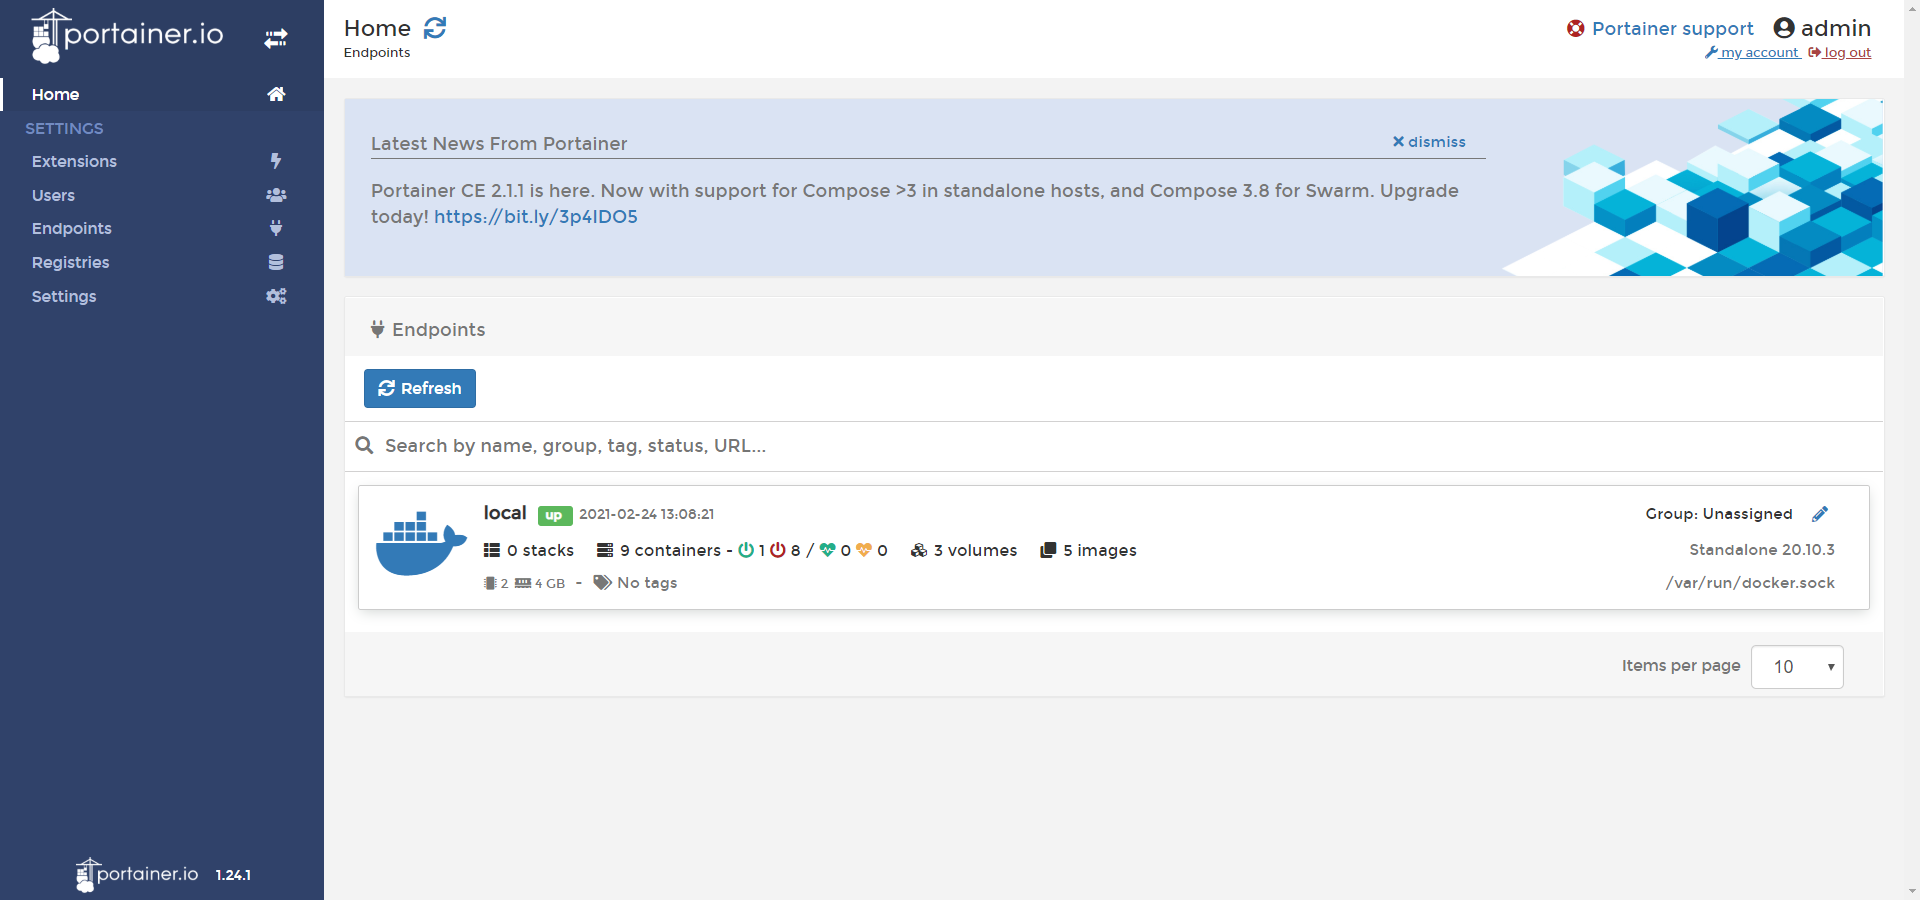 portainer.io
Home
SETTINGS
Extensions
Users
Endpoints
Registries
Settings
portainer.io 1.24.1
Home
Endpoints
Portainer support admin
my account log out
Latest News From Portainer
dismiss
Portainer CE 2.1.1 is here. Now with support for Compose >3 in standalone hosts, and Compose 3.8 for Swarm. Upgrade
today! https://bit.ly/3p4IDO5
Endpoints
Refresh
Search by name, group, tag, status, URL...
local up 2021-02-24 13:08:21
Group: Unassigned
0 stacks 9 containers - 1 8 / 0 0 3 volumes 5 images
Standalone 20.10.3
2 4 GB - No tags
/var/run/docker.sock
Items per page 10